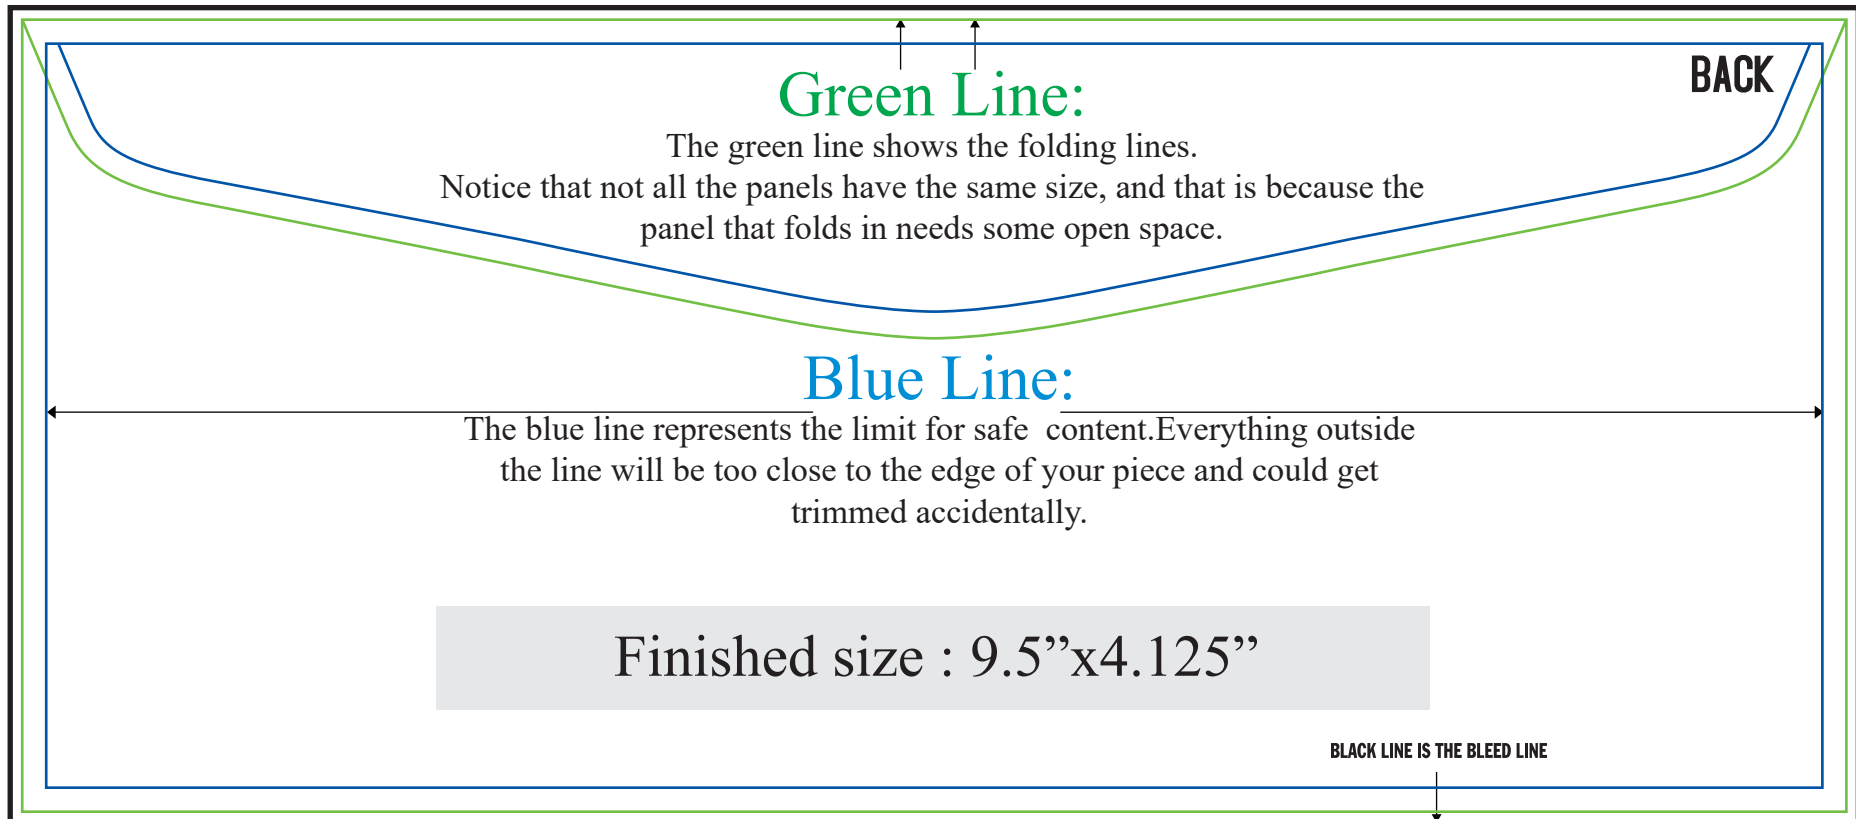 BACK
Green Line:
The green line shows the folding lines.
Notice that not all the panels have the same size, and that is because the
panel that folds in needs some open space.
Blue Line:
The blue line represents the limit for safe  content.Everything outside
the line will be too close to the edge of your piece and could get
trimmed accidentally.
Finished size : 9.5”x4.125”
BLACK LINE IS THE BLEED LINE